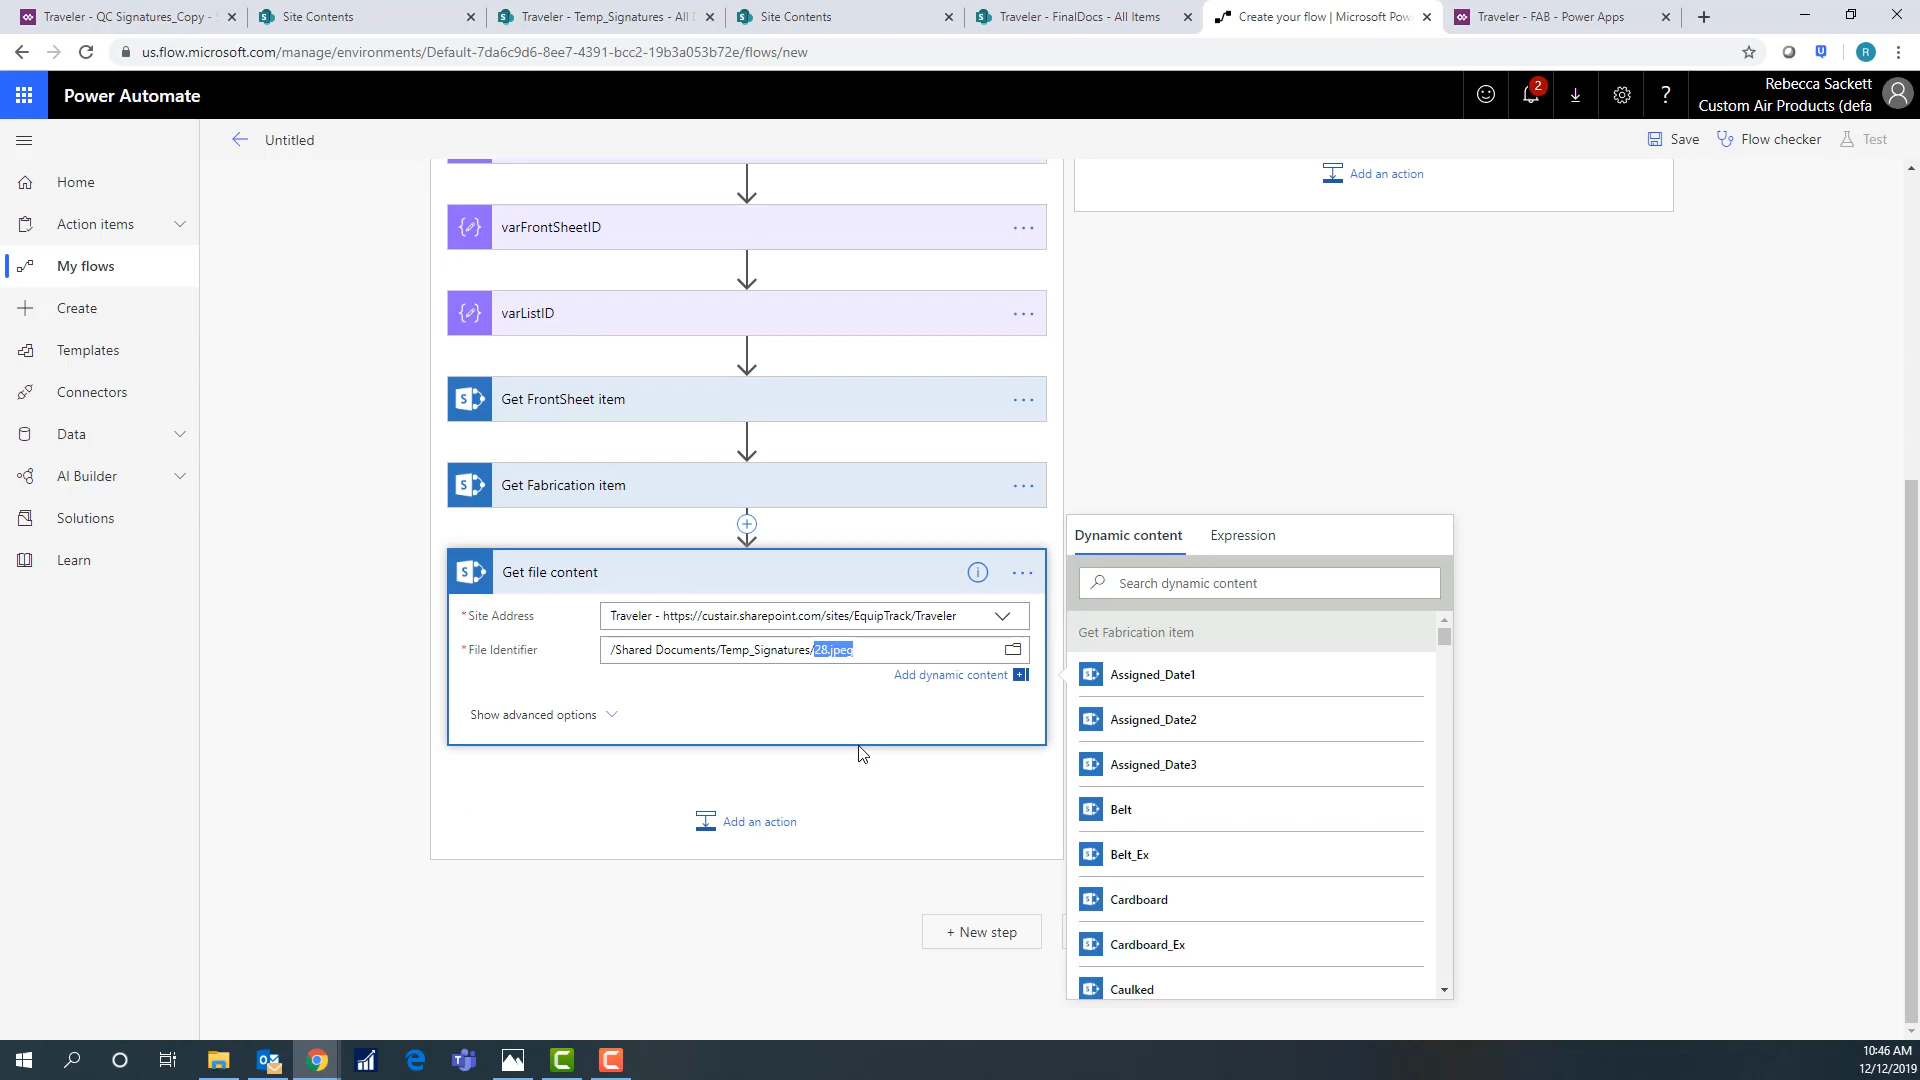 Traveler - QC Signatures_Copy -
Site Contents
Traveler - Temp_Signatures - All
Site Contents
Traveler - FinalDocs - All Items
Create your flow | Microsoft Pow
Traveler - FAB - Power Apps
us.flow.microsoft.com/manage/environments/Default-7da6c9d6-8ee7-4391-bcc2-19b3a053b72e/flows/new
R
Power Automate
2
?
Rebecca Sackett
Custom Air Products (defa
Untitled
Save
Flow checker
Test
Home
Action items
My flows
Create
Templates
Connectors
Data
AI Builder
Solutions
Learn
Add an action
varFrontSheetID
varListID
Get FrontSheet item
Get Fabrication item
Get file content
* Site Address
Traveler - https://custair.sharepoint.com/sites/EquipTrack/Traveler
* File Identifier
/Shared Documents/Temp_Signatures/28.jpeg
Add dynamic content
Show advanced options
Add an action
+ New step
Dynamic content
Expression
Search dynamic content
Get Fabrication item
Assigned_Date1
Assigned_Date2
Assigned_Date3
Belt
Belt_Ex
Cardboard
Cardboard_Ex
Caulked
10:46 AM
12/12/2019